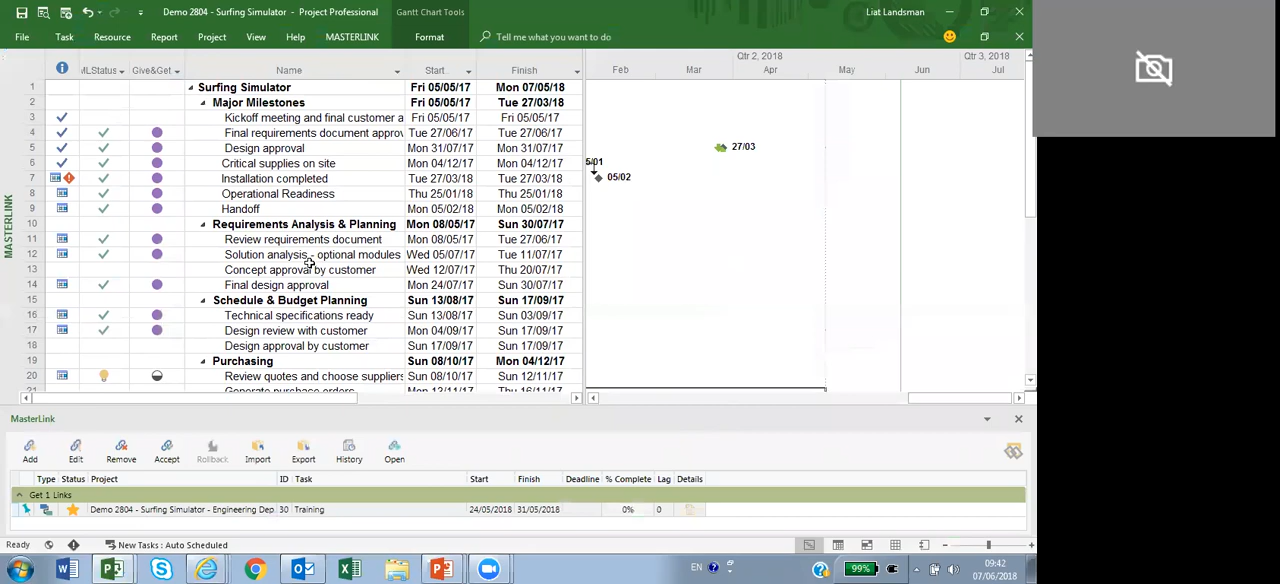 Demo 2804 - Surfing Simulator - Project Professional
Gantt Chart Tools
Liat Landsman
File Task Resource Report Project View Help MASTERLINK Format Tell me what you want to do
MLStatus Give&Get Name Start Finish
Qtr 2, 2018 Qtr 3, 2018
Feb Mar Apr May Jun Jul
1 Surfing Simulator Fri 05/05/17 Mon 07/05/18
2 Major Milestones Fri 05/05/17 Tue 27/03/18
3 Kickoff meeting and final customer a Fri 05/05/17 Fri 05/05/17
4 Final requirements document approv Tue 27/06/17 Tue 27/06/17
5 Design approval Mon 31/07/17 Mon 31/07/17 27/03
6 Critical supplies on site Mon 04/12/17 Mon 04/12/17 5/01
7 Installation completed Tue 27/03/18 Tue 27/03/18 05/02
8 Operational Readiness Thu 25/01/18 Thu 25/01/18
9 Handoff Mon 05/02/18 Mon 05/02/18
10 Requirements Analysis & Planning Mon 08/05/17 Sun 30/07/17
11 Review requirements document Mon 08/05/17 Tue 27/06/17
12 Solution analysis - optional modules Wed 05/07/17 Tue 11/07/17
13 Concept approval by customer Wed 12/07/17 Thu 20/07/17
14 Final design approval Mon 24/07/17 Sun 30/07/17
15 Schedule & Budget Planning Sun 13/08/17 Sun 17/09/17
16 Technical specifications ready Sun 13/08/17 Sun 03/09/17
17 Design review with customer Mon 04/09/17 Sun 17/09/17
18 Design approval by customer Sun 17/09/17 Sun 17/09/17
19 Purchasing Sun 08/10/17 Mon 04/12/17
20 Review quotes and choose suppliers Sun 08/10/17 Sun 12/11/17
21 Generate purchase orders Mon 13/11/17 Thu 16/11/17
MASTERLINK
MasterLink
Add Edit Remove Accept Rollback Import Export History Open
Type Status Project ID Task Start Finish Deadline % Complete Lag Details
Get 1 Links
Demo 2804 - Surfing Simulator - Engineering Dep. 30 Training 24/05/2018 31/05/2018 0% 0
Ready New Tasks : Auto Scheduled
EN 99% 09:42
07/06/2018